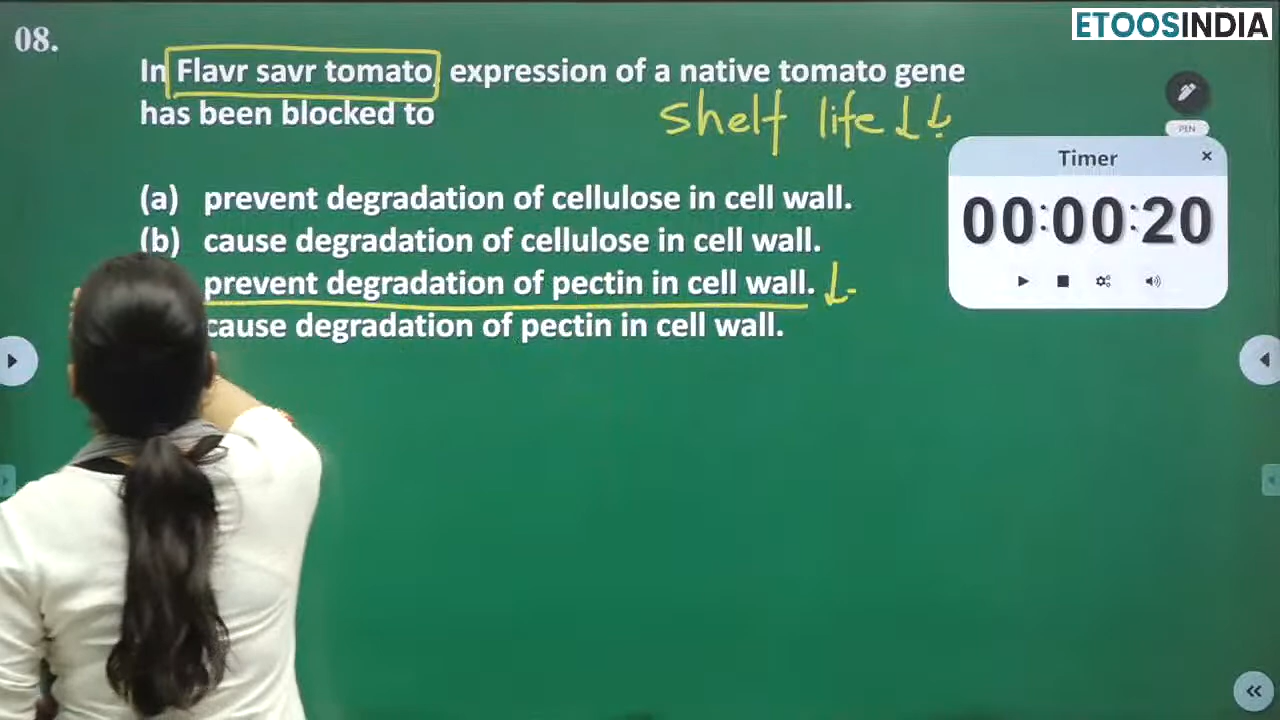 08.
ETOOSINDIA
In Flavr savr tomato, expression of a native tomato gene
has been blocked to
shelf life ↓↓
PEN
Timer
00:00:20
(a) prevent degradation of cellulose in cell wall.
(b) cause degradation of cellulose in cell wall.
prevent degradation of pectin in cell wall. ↓
cause degradation of pectin in cell wall.